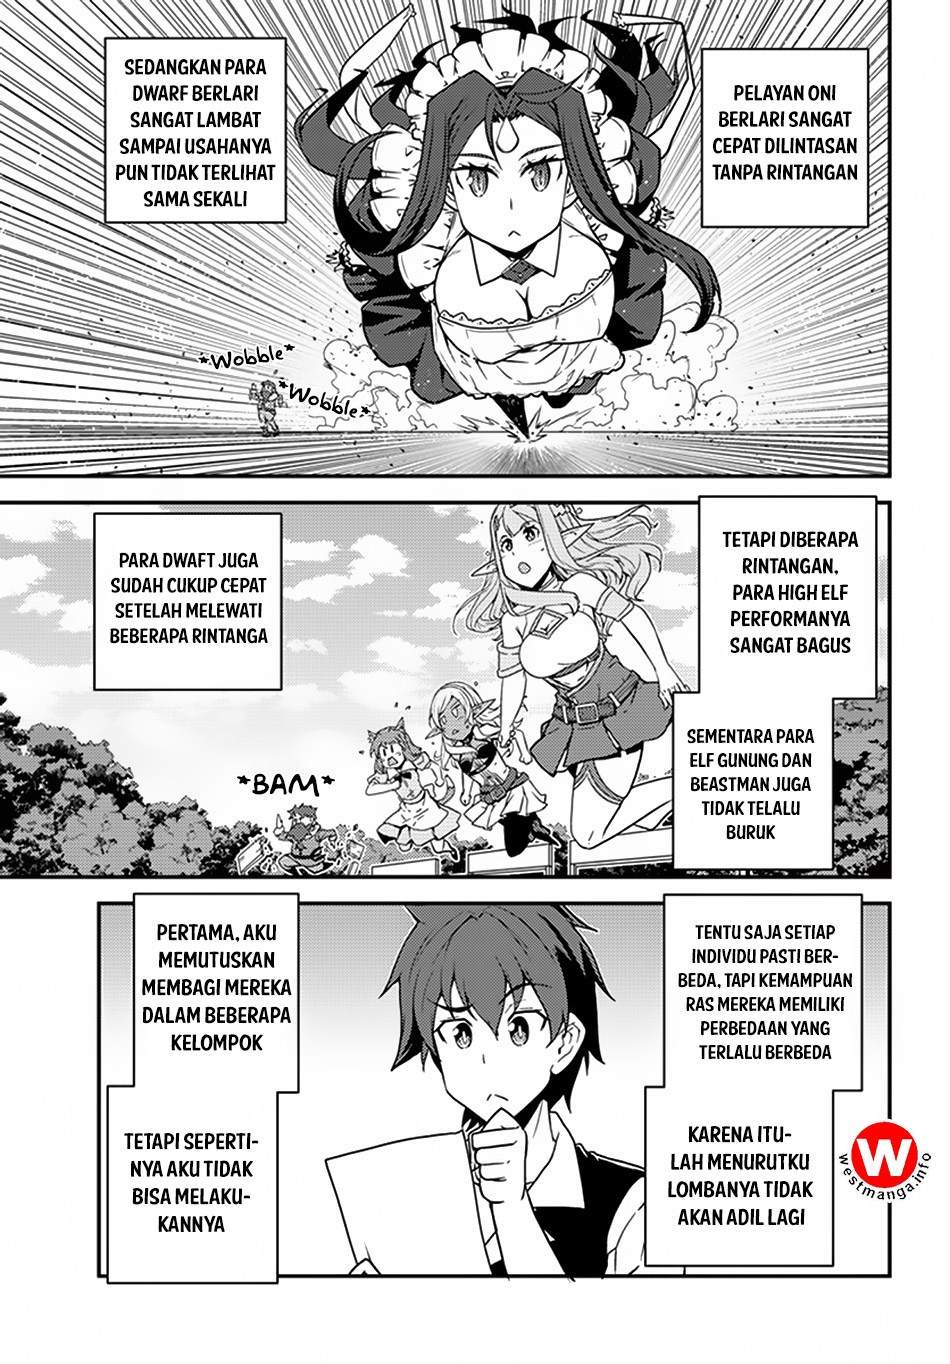 PELAYAN ONI
BERLARI SANGAT
CEPAT DILINTASAN
TANPA RINTANGAN
SEDANGKAN PARA
DWARF BERLARI
SANGAT LAMBAT
SAMPAI USAHANYA
PUN TIDAK TERLIHAT
SAMA SEKALI
*Wobble*
*Wobble*
TETAPI DIBERAPA
RINTANGAN,
PARA HIGH ELF
PERFORMANYA
SANGAT BAGUS
SEMENTARA PARA
ELF GUNUNG DAN
BEASTMAN JUGA
TIDAK TELALU
BURUK
PARA DWAFT JUGA
SUDAH CUKUP CEPAT
SETELAH MELEWATI
BEBERAPA RINTANGA
*BAM*
TENTU SAJA SETIAP
INDIVIDU PASTI BER-
BEDA, TAPI KEMAMPUAN
RAS MEREKA MEMILIKI
PERBEDAAN YANG
TERLALU BERBEDA
KARENA ITU-
LAH MENURUTKU
LOMBANYA TIDAK
AKAN ADIL LAGI
PERTAMA, AKU
MEMUTUSKAN
MEMBAGI MEREKA
DALAM BEBERAPA
KELOMPOK
TETAPI SEPERTI-
NYA AKU TIDAK
BISA MELAKU-
KANNYA
W
westmanga.info